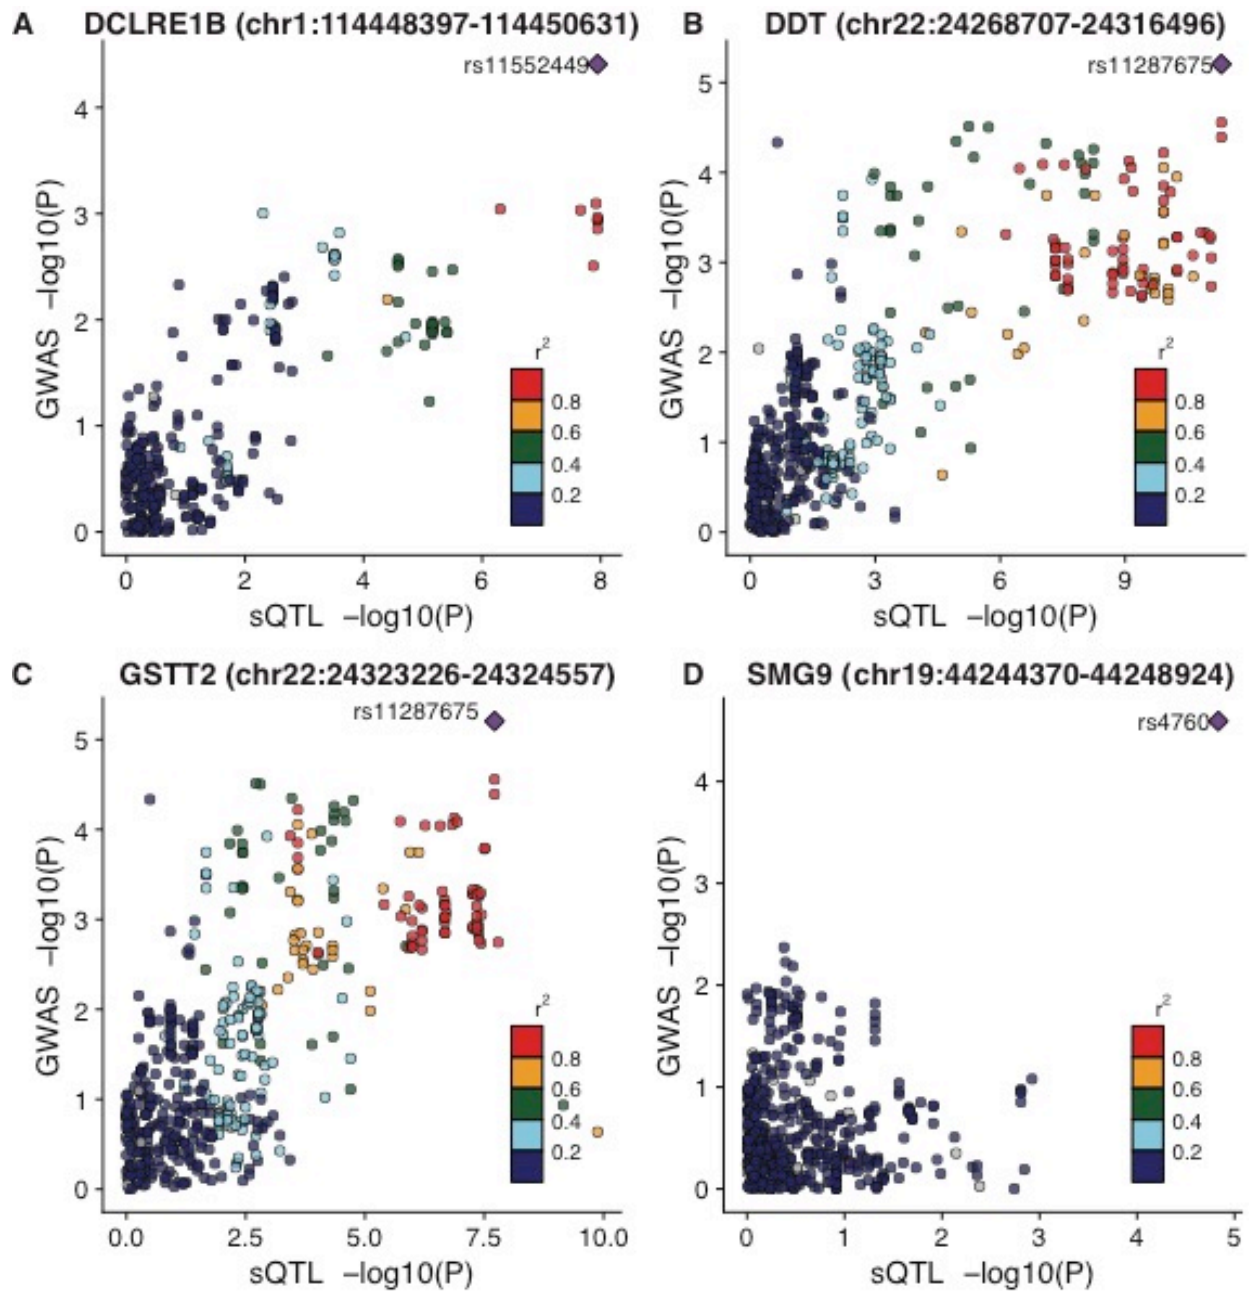 A DCLRE1B (chr1:114448397-114450631)
rs11552449
GWAS −log10(P)
4
3
2
1
0
r2
0.8
0.6
0.4
0.2
0 2 4 6 8
sQTL −log10(P)
B DDT (chr22:24268707-24316496)
rs11287675
GWAS −log10(P)
5
4
3
2
1
0
r2
0.8
0.6
0.4
0.2
0 3 6 9
sQTL −log10(P)
C GSTT2 (chr22:24323226-24324557)
rs11287675
GWAS −log10(P)
5
4
3
2
1
0
r2
0.8
0.6
0.4
0.2
0.0 2.5 5.0 7.5 10.0
sQTL −log10(P)
D SMG9 (chr19:44244370-44248924)
rs4760
GWAS −log10(P)
4
3
2
1
0
r2
0.8
0.6
0.4
0.2
0 1 2 3 4 5
sQTL −log10(P)